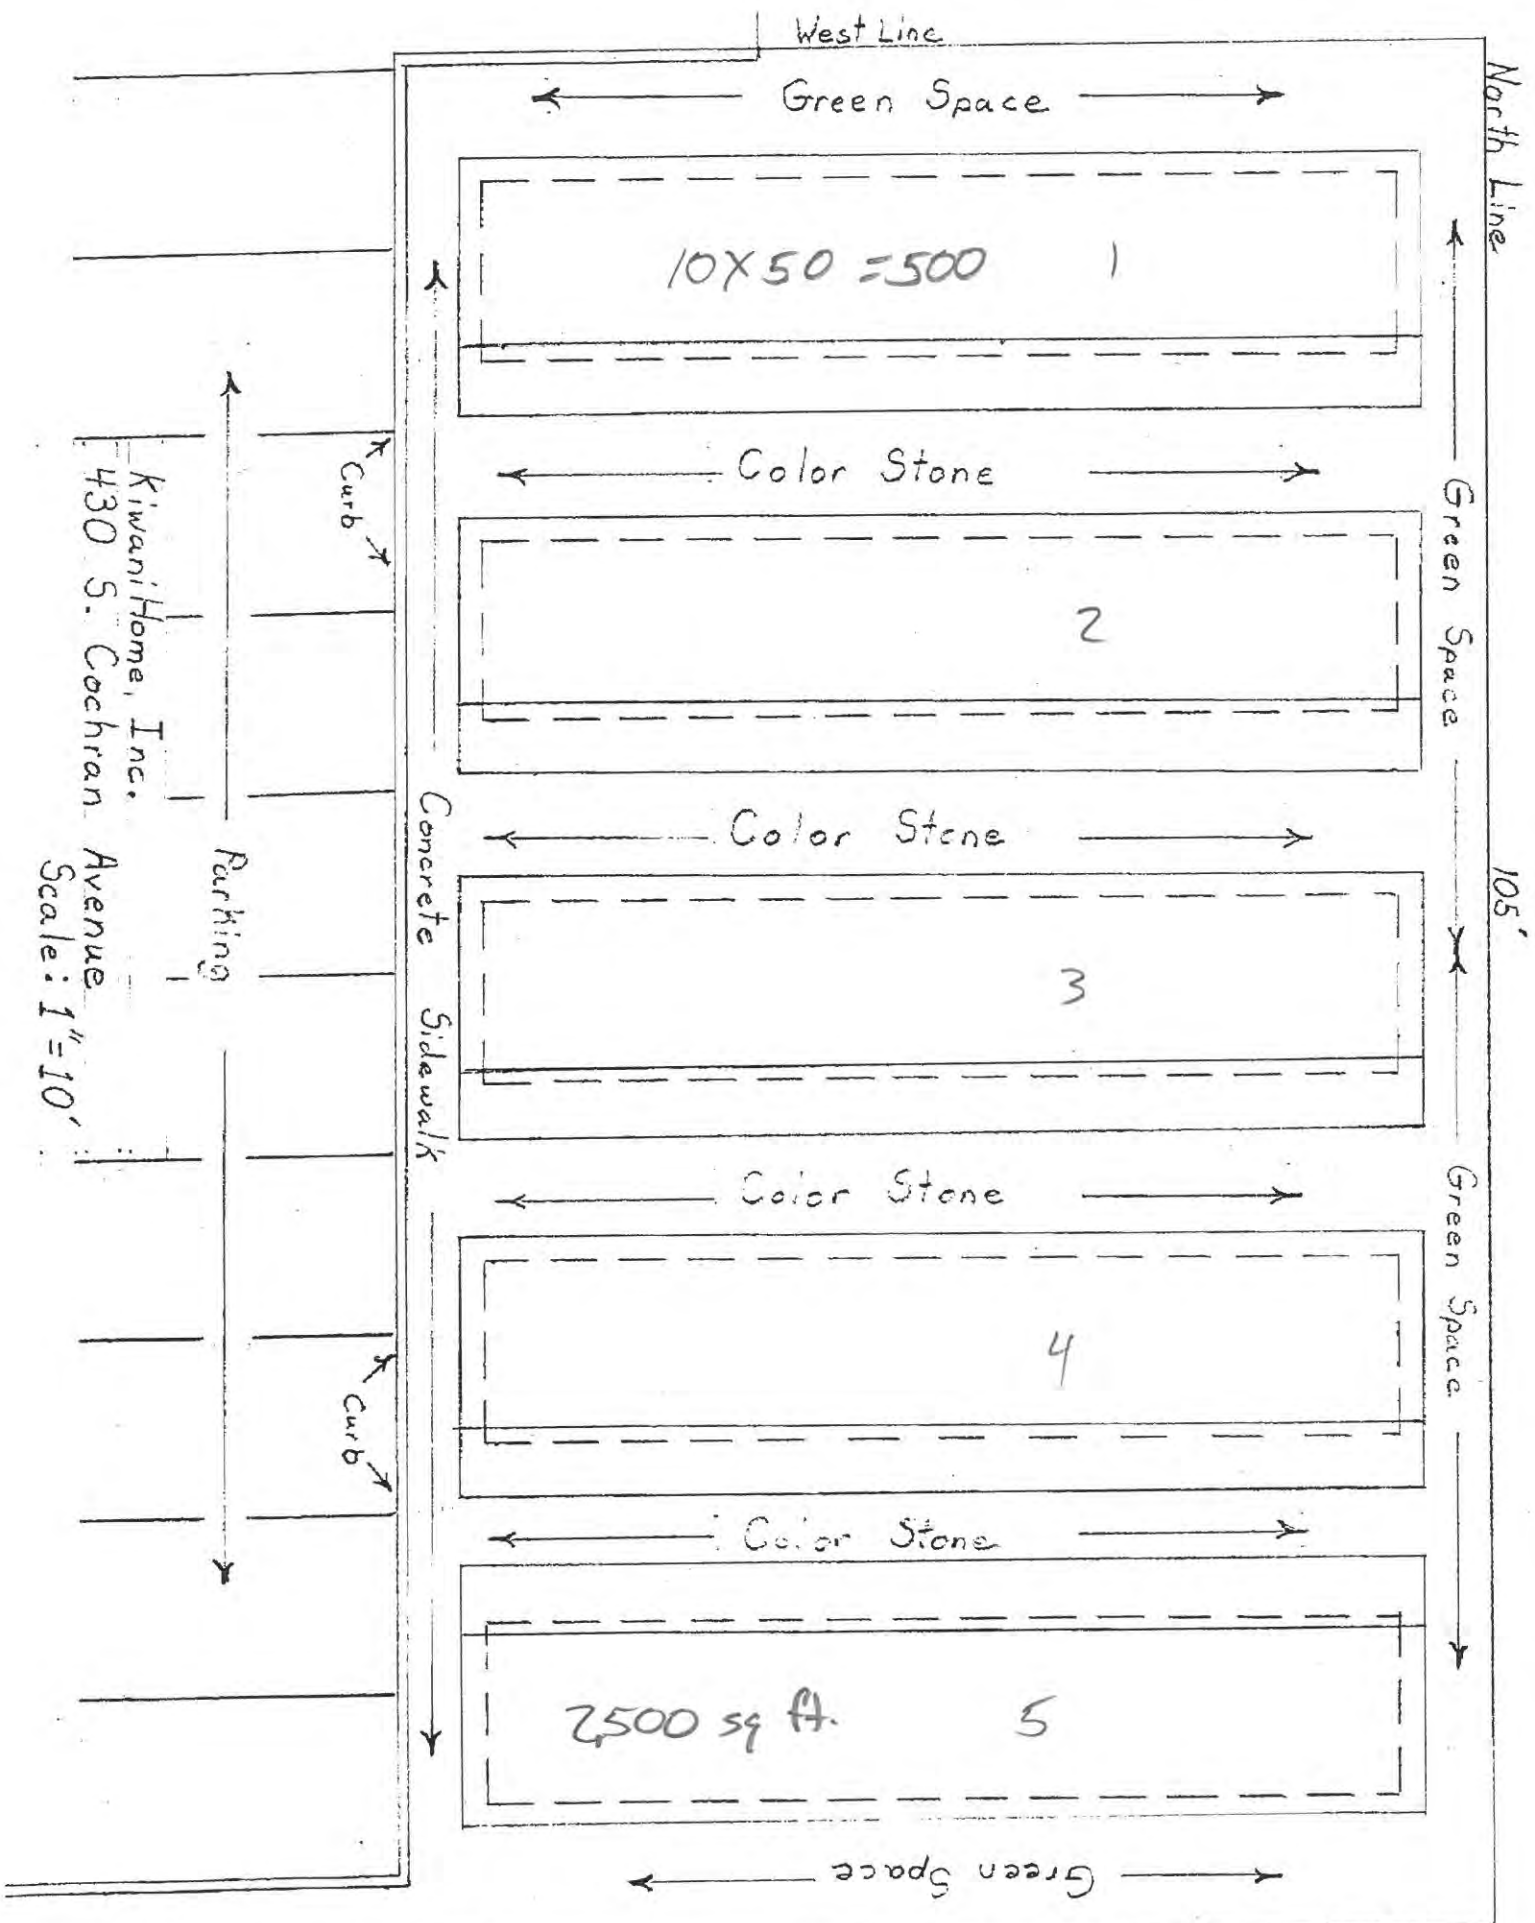 West Line
North Line
Green Space
10 X 50 = 500 1
Color Stone
Green Space
Curb
2
Kiwani Home, Inc.
430 S. Cochran Avenue
Scale: 1"=10'
Parking
Concrete Sidewalk
Color Stone
105'
3
Color Stone
Green Space
4
Curb
Color Stone
2,500 sq ft. 5
Green Space